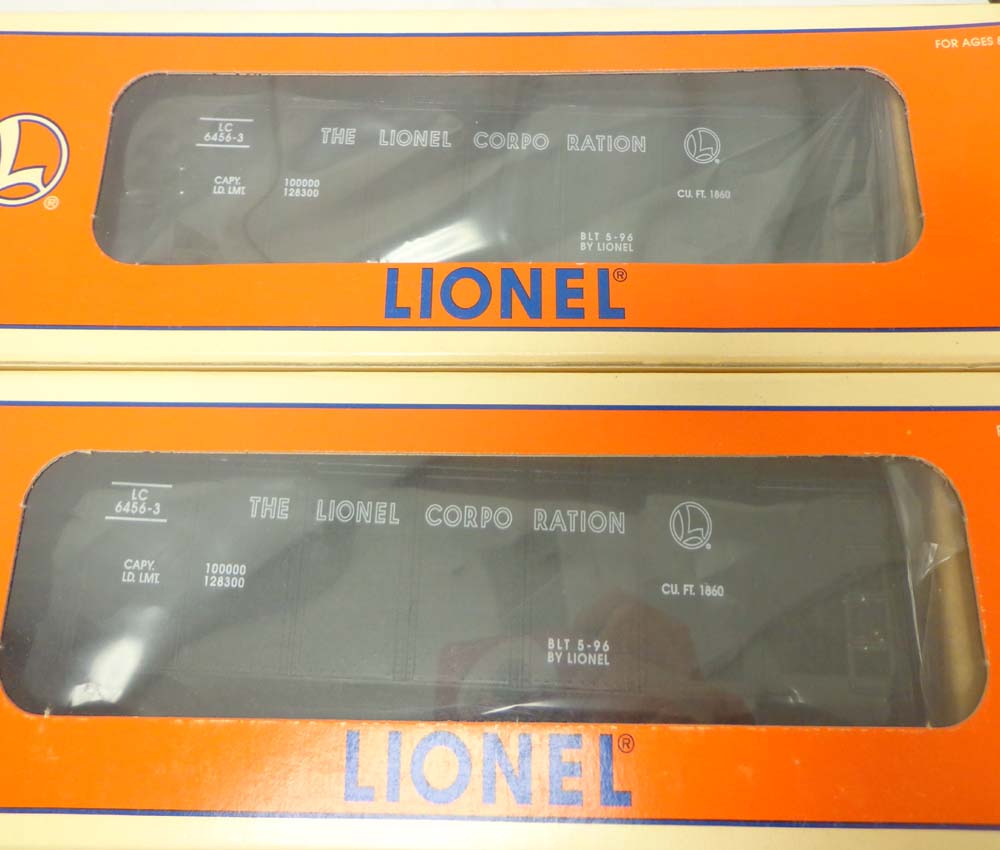 FOR AGES
LC
6456-3
THE LIONEL CORPO RATION
L®
CAPY. 100000
LD. LMT. 128300
CU. FT. 1860
BLT 5-96
BY LIONEL
L®
LIONEL®
LC
6456-3
THE LIONEL CORPO RATION
L®
CAPY. 100000
LD. LMT. 128300
CU. FT. 1860
BLT 5-96
BY LIONEL
LIONEL®